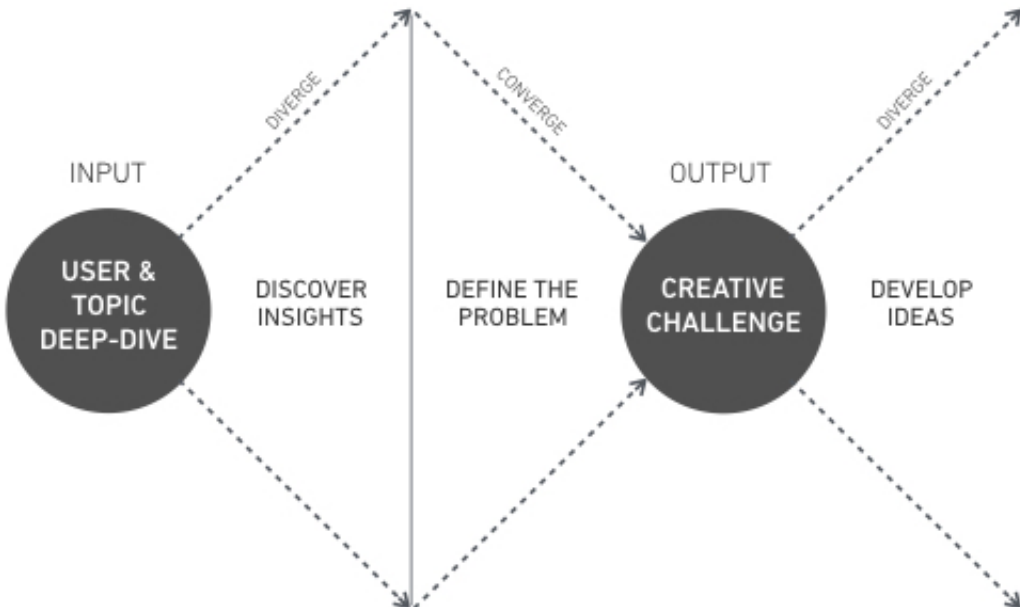 DIVERGE
CONVERGE
DIVERGE
INPUT
OUTPUT
USER &
TOPIC
DEEP-DIVE
DISCOVER
INSIGHTS
DEFINE THE
PROBLEM
CREATIVE
CHALLENGE
DEVELOP
IDEAS